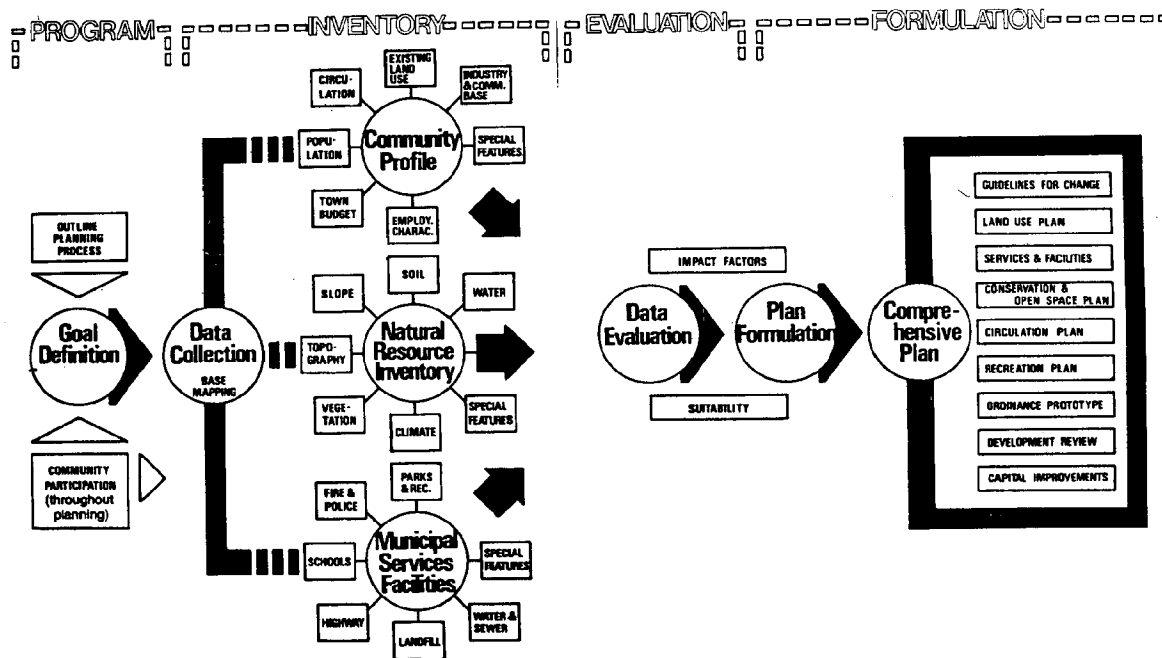 PROGRAM
INVENTORY
EVALUATION
FORMULATION
OUTLINE
PLANNING
PROCESS
Goal
Definition
COMMUNITY
PARTICIPATION
(throughout
planning)
Data
Collection
BASE
MAPPING
EXISTING
LAND
USE
CIRCU-
LATION
INDUSTRY
& COMM.
BASE
POPU-
LATION
Community
Profile
SPECIAL
FEATURES
TOWN
BUDGET
EMPLOY.
CHARAC.
SOIL
SLOPE
WATER
TOPO-
GRAPHY
Natural
Resource
Inventory
VEGE-
TATION
SPECIAL
FEATURES
CLIMATE
PARKS
& REC.
FIRE &
POLICE
SCHOOLS
Municipal
Services
Facilities
SPECIAL
FEATURES
HIGHWAY
WATER &
SEWER
LANDFILL
IMPACT FACTORS
Data
Evaluation
Plan
Formulation
SUITABILITY
Compre-
hensive
Plan
GUIDELINES FOR CHANGE
LAND USE PLAN
SERVICES & FACILITIES
CONSERVATION &
OPEN SPACE PLAN
CIRCULATION PLAN
RECREATION PLAN
ORDINANCE PROTOTYPE
DEVELOPMENT REVIEW
CAPITAL IMPROVEMENTS